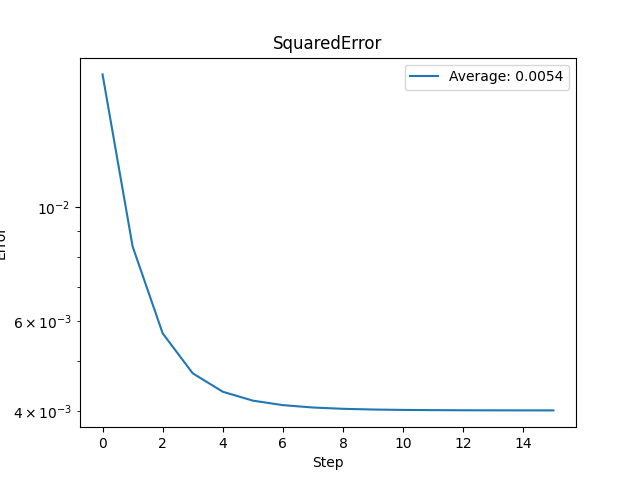 SquaredError
Average: 0.0054
10⁻²
6 × 10⁻³
4 × 10⁻³
Error
0 2 4 6 8 10 12 14
Step